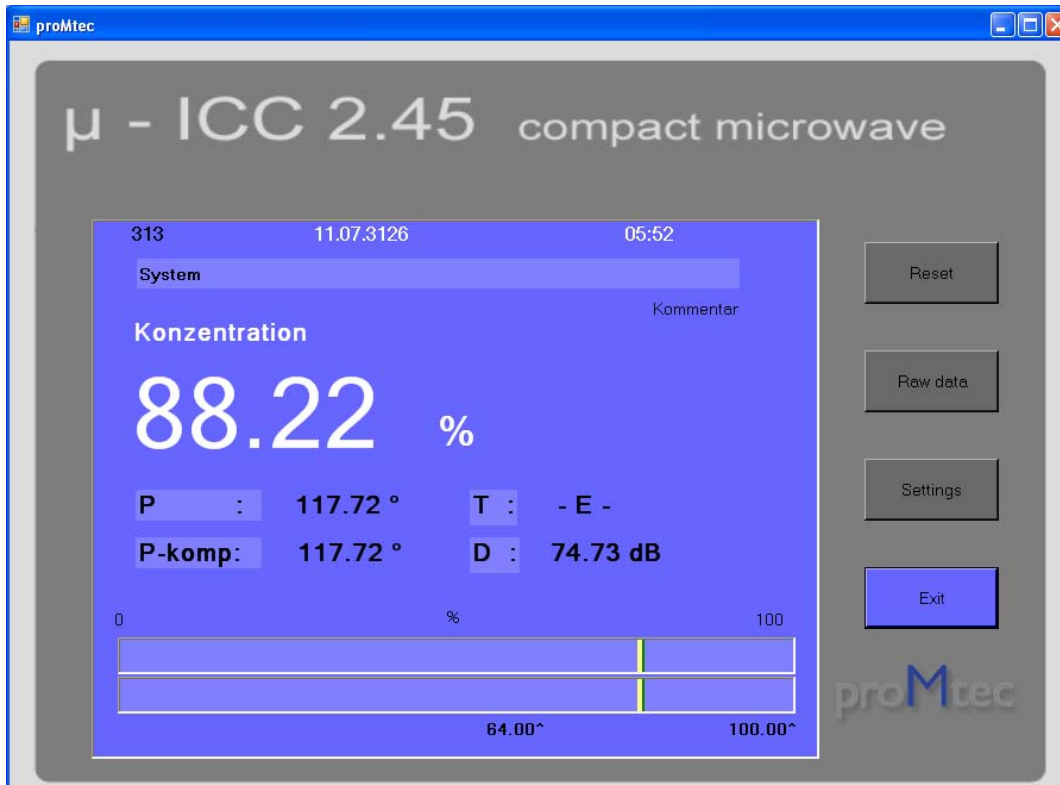 proMtec
µ - ICC 2.45 compact microwave
313 11.07.3126 05:52
System
Kommentar
Konzentration
88.22 %
P : 117.72 ° T : - E -
P-komp: 117.72 ° D : 74.73 dB
0 % 100
64.00^ 100.00^
Reset
Raw data
Settings
Exit
proMtec